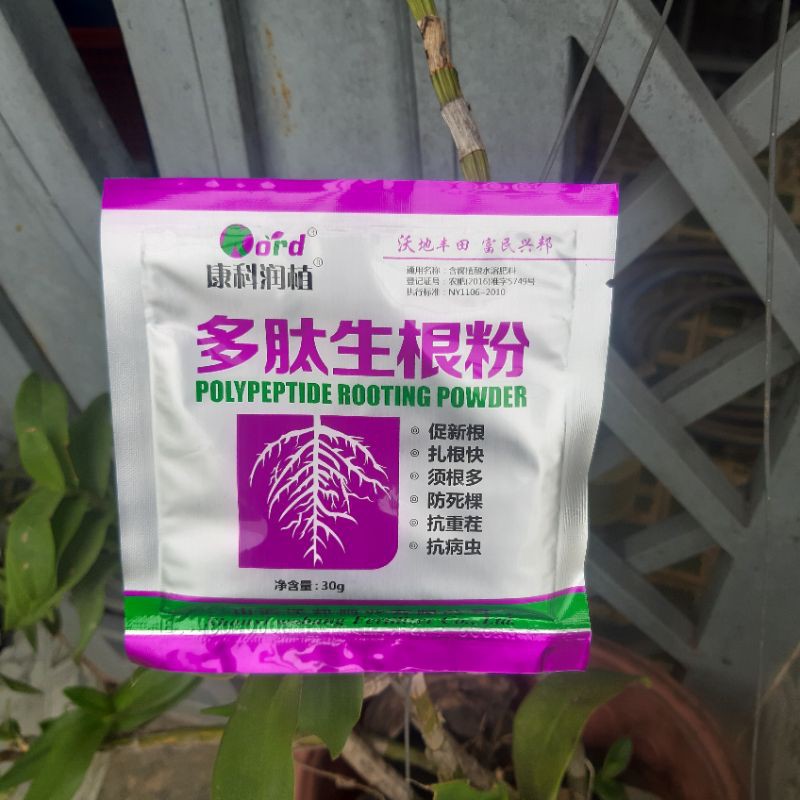 Kord®
康科润植®
沃地丰田 富民兴邦
通用名称：含腐植酸水溶肥料
登记证号：农肥(2016)准字5749号
执行标准：NY1106-2010
多肽生根粉
POLYPEPTIDE ROOTING POWDER
◎ 促新根
◎ 扎根快
◎ 须根多
◎ 防死棵
◎ 抗重茬
◎ 抗病虫
净含量：30g
Co., Ltd.